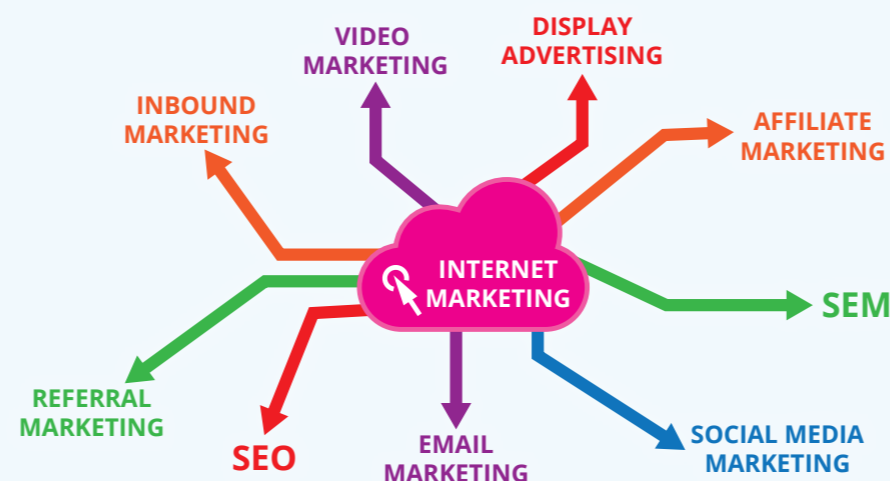 VIDEO
MARKETING
DISPLAY
ADVERTISING
INBOUND
MARKETING
AFFILIATE
MARKETING
INTERNET
MARKETING
SEM
REFERRAL
MARKETING
SEO
EMAIL
MARKETING
SOCIAL MEDIA
MARKETING